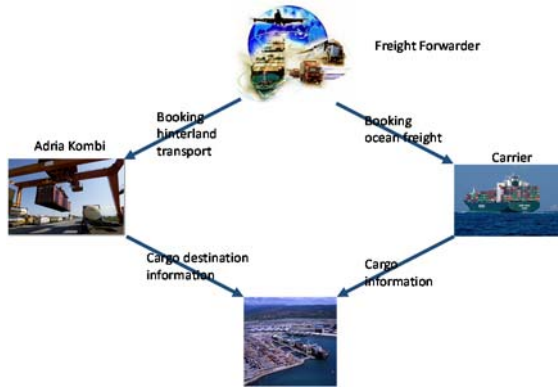 Freight Forwarder
Booking
hinterland
transport
Booking
ocean freight
Adria Kombi
Carrier
Cargo destination
information
Cargo
information